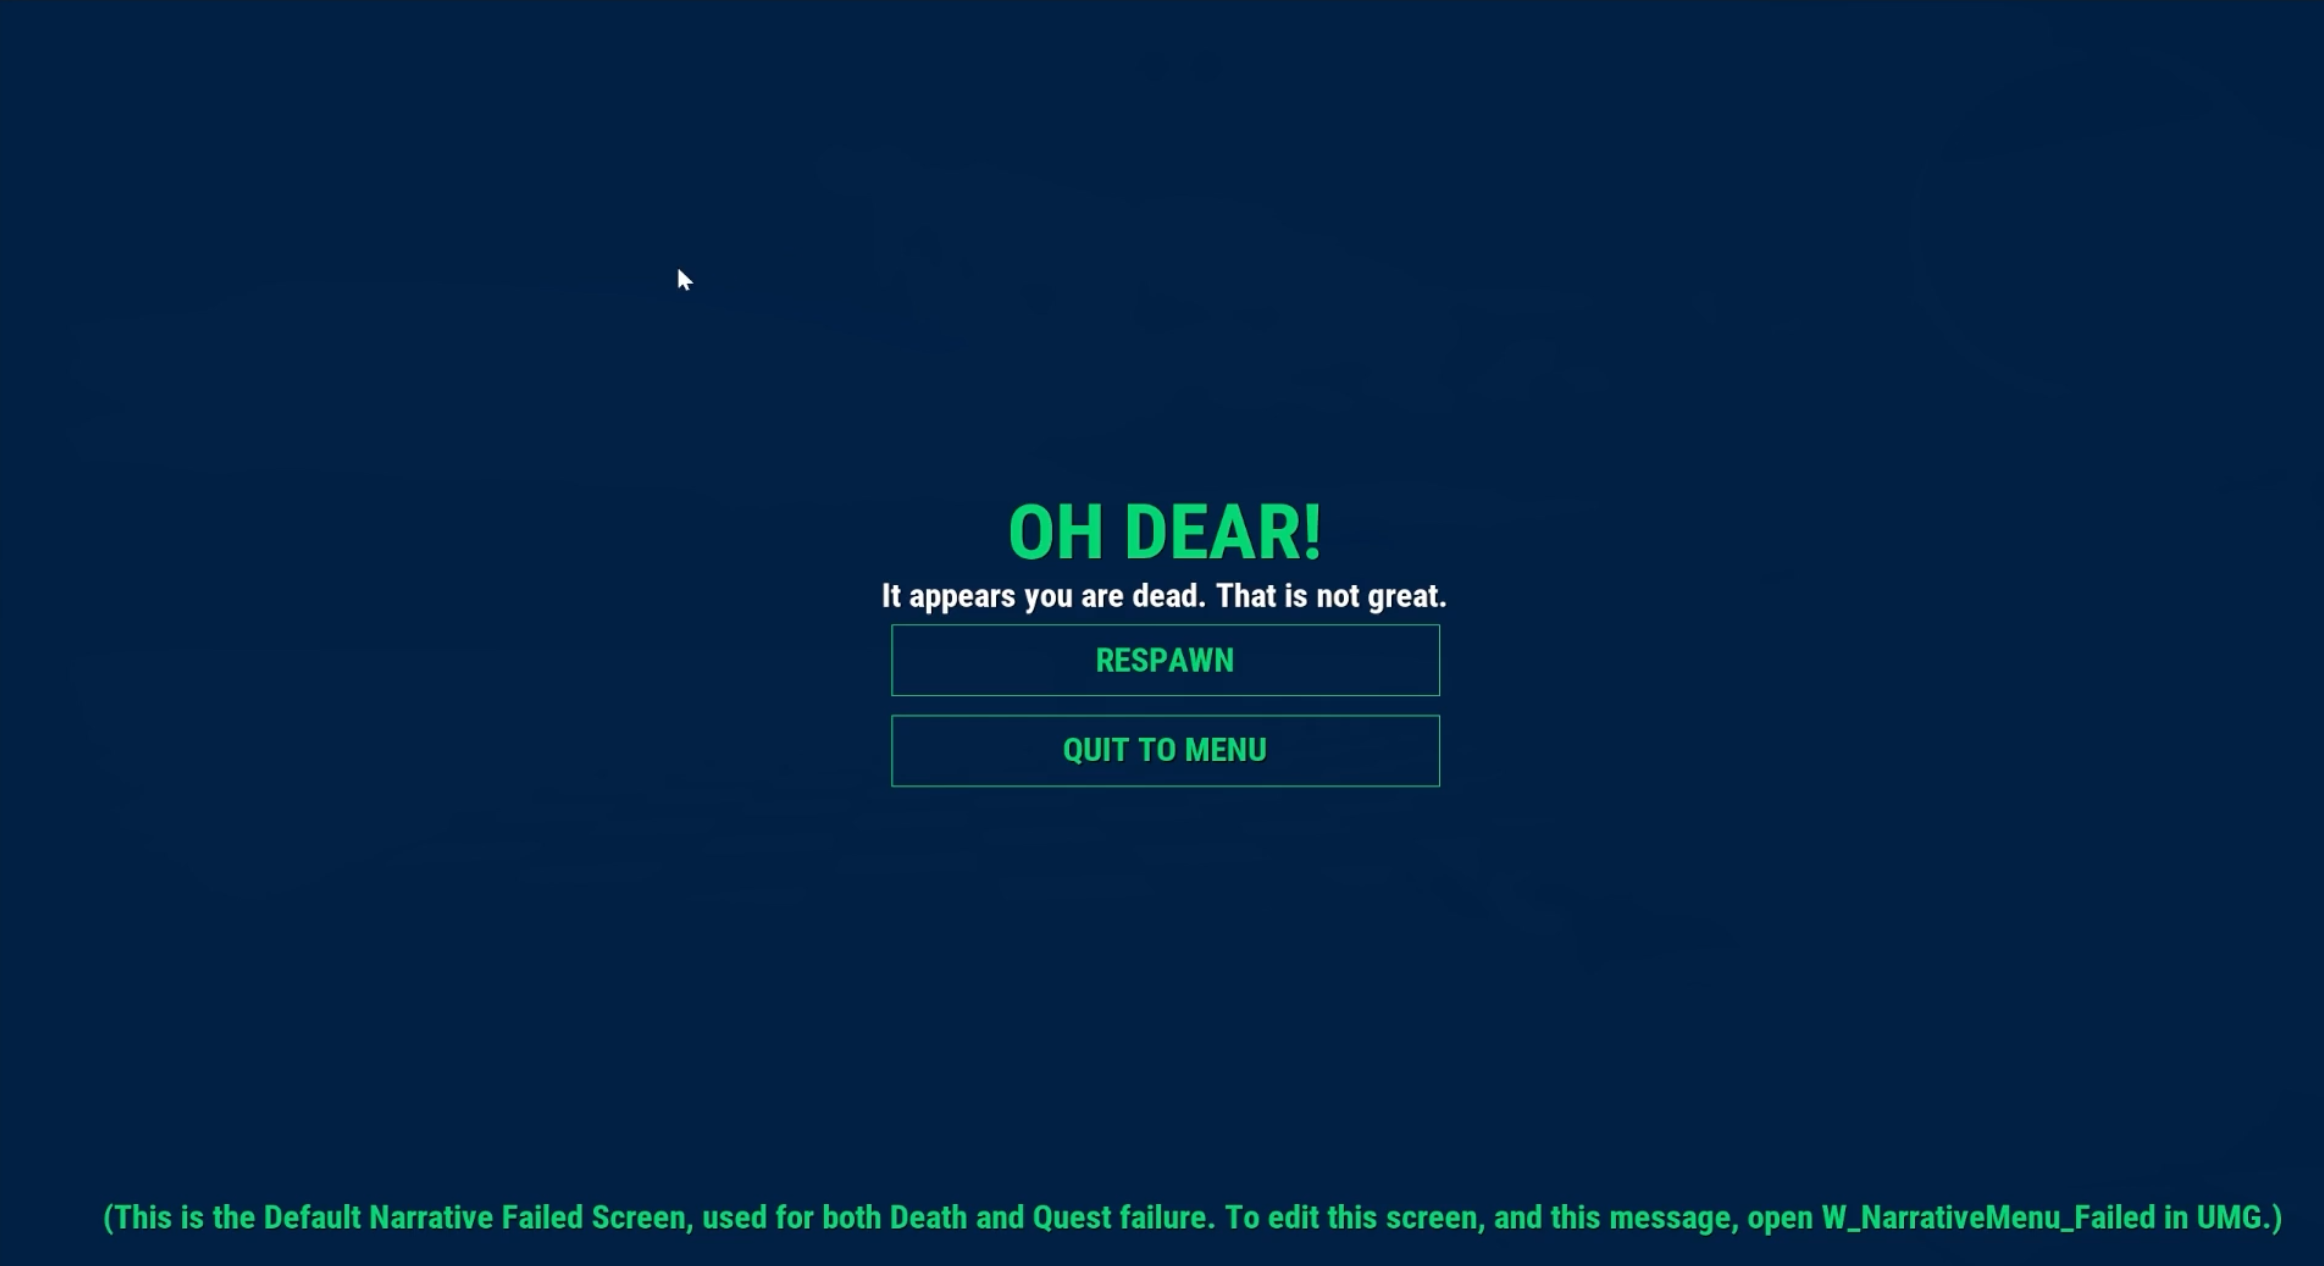 OH DEAR!
It appears you are dead. That is not great.
RESPAWN
QUIT TO MENU
(This is the Default Narrative Failed Screen, used for both Death and Quest failure. To edit this screen, and this message, open W_NarrativeMenu_Failed in UMG.)